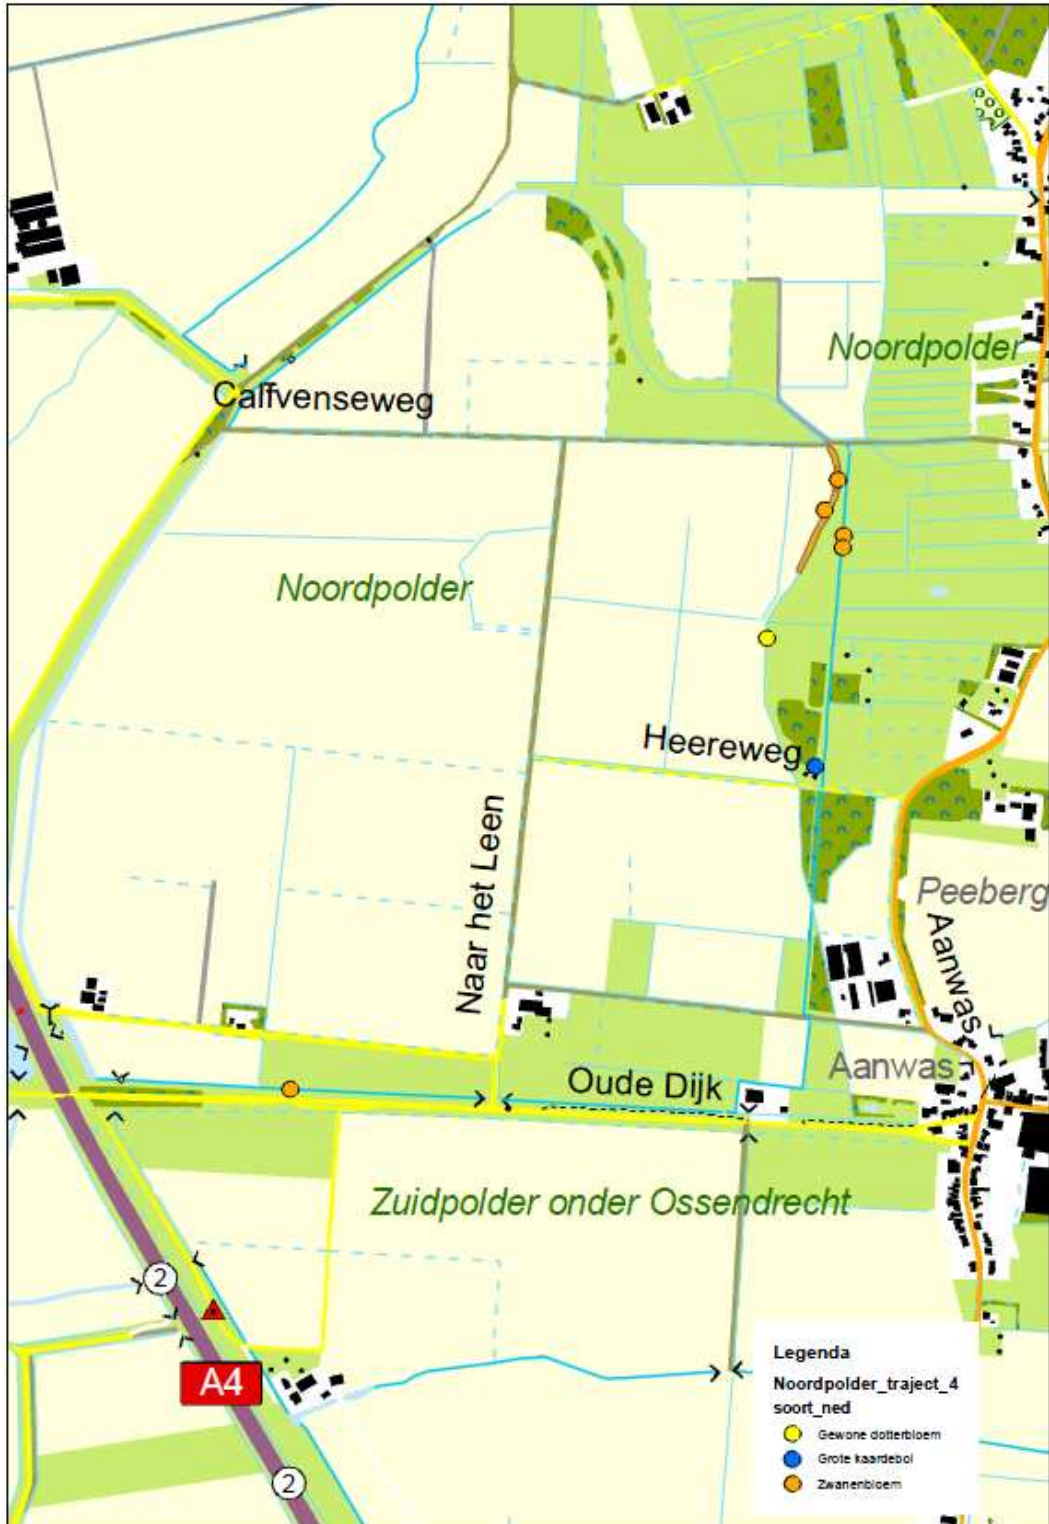 Noordpolder
Calfvenseweg
Noordpolder
Heereweg
Naar het Leen
Peeberg
Aanwas
Aanwas
Oude Dijk
Zuidpolder onder Ossendrecht
2
A4
2
Legenda
Noordpolder_traject_4
soort_ned
Gewone dotterbloem
Grote kaardebol
Zwanenbloem